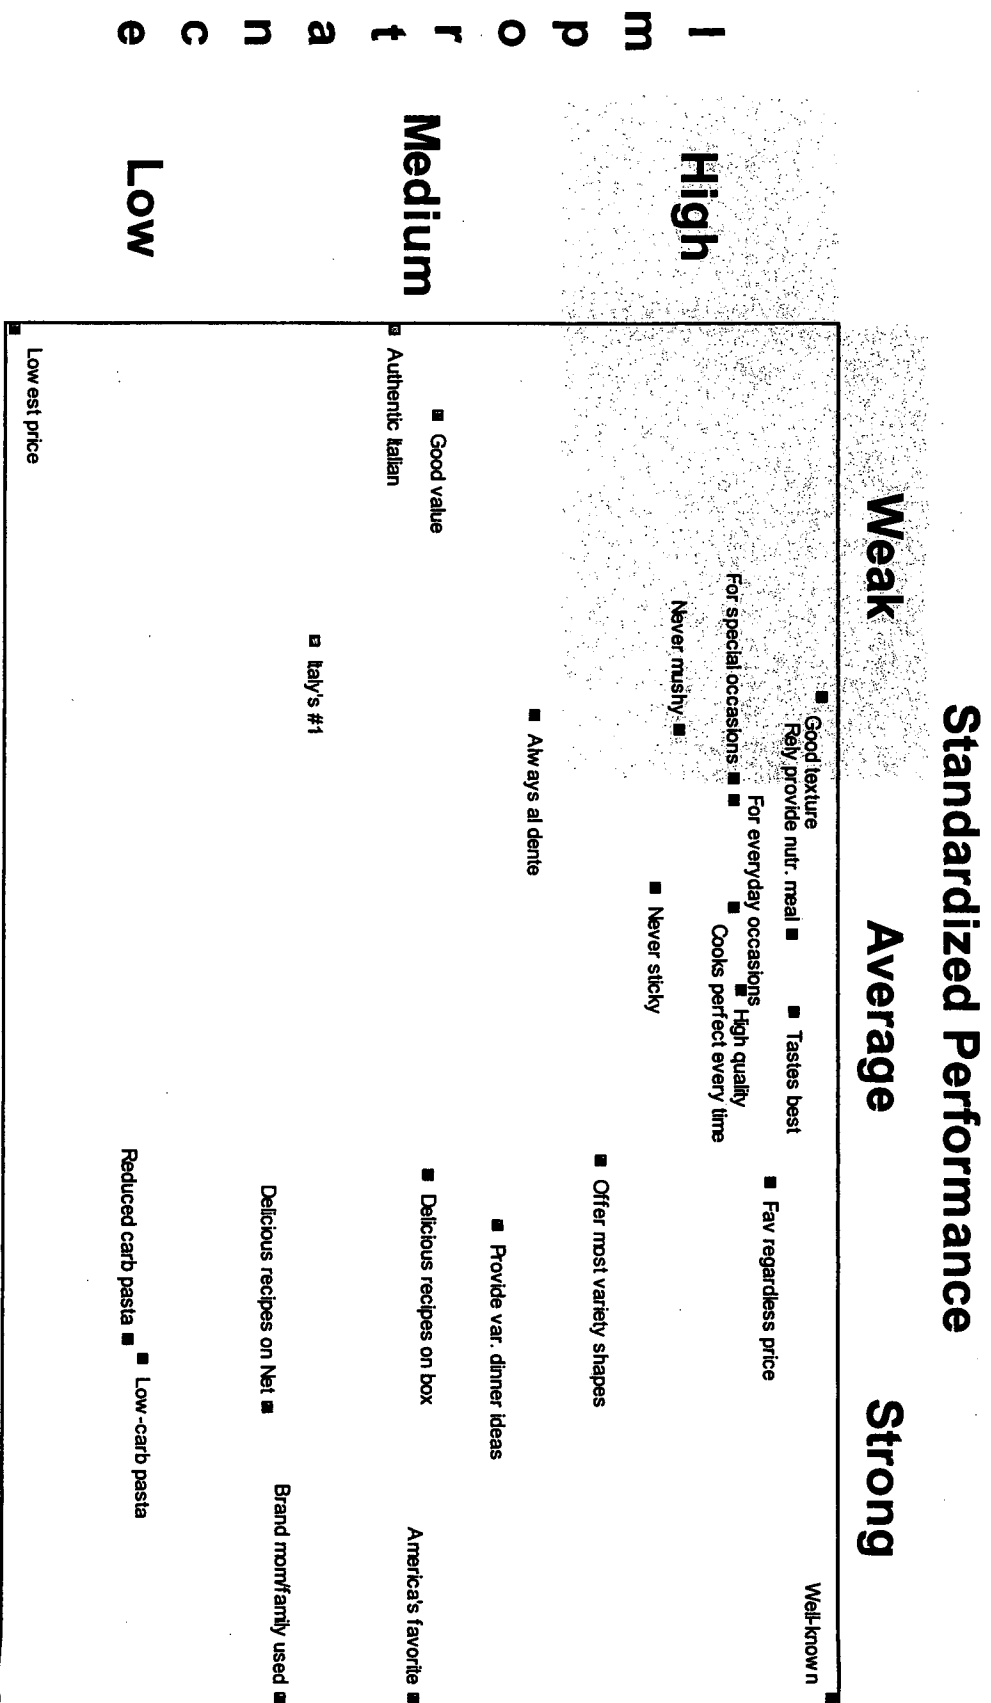 Standardized Performance
Weak
Average
Strong
Importance
High
Medium
Low
Well-known
Good texture
Rely provide nutr. meal
Tastes best
Fav regardless price
For everyday occasions
For special occasions
High quality
Cooks perfect every time
Never mushy
Never sticky
Offer most variety shapes
Always al dente
Provide var. dinner ideas
Good value
Delicious recipes on box
America's favorite
Authentic Italian
Italy's #1
Brand mom/family used
Delicious recipes on Net
Low-carb pasta
Reduced carb pasta
Lowest price